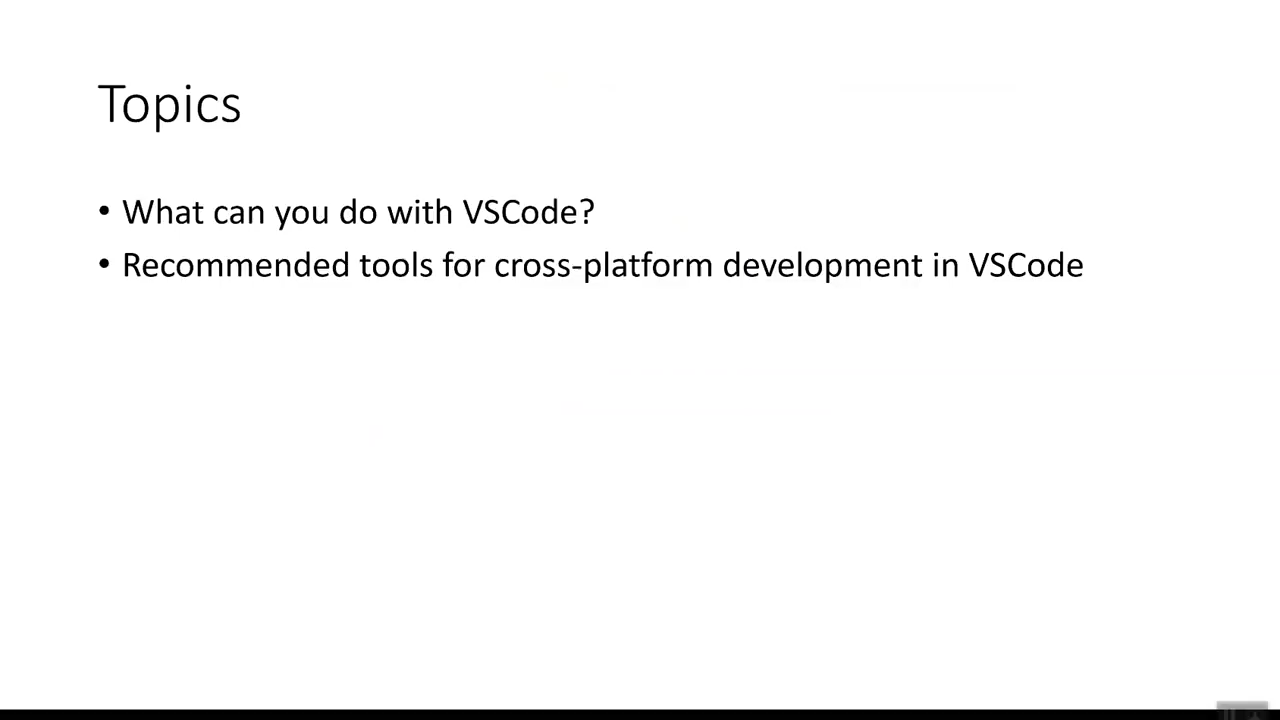 Topics
• What can you do with VSCode?
• Recommended tools for cross-platform development in VSCode